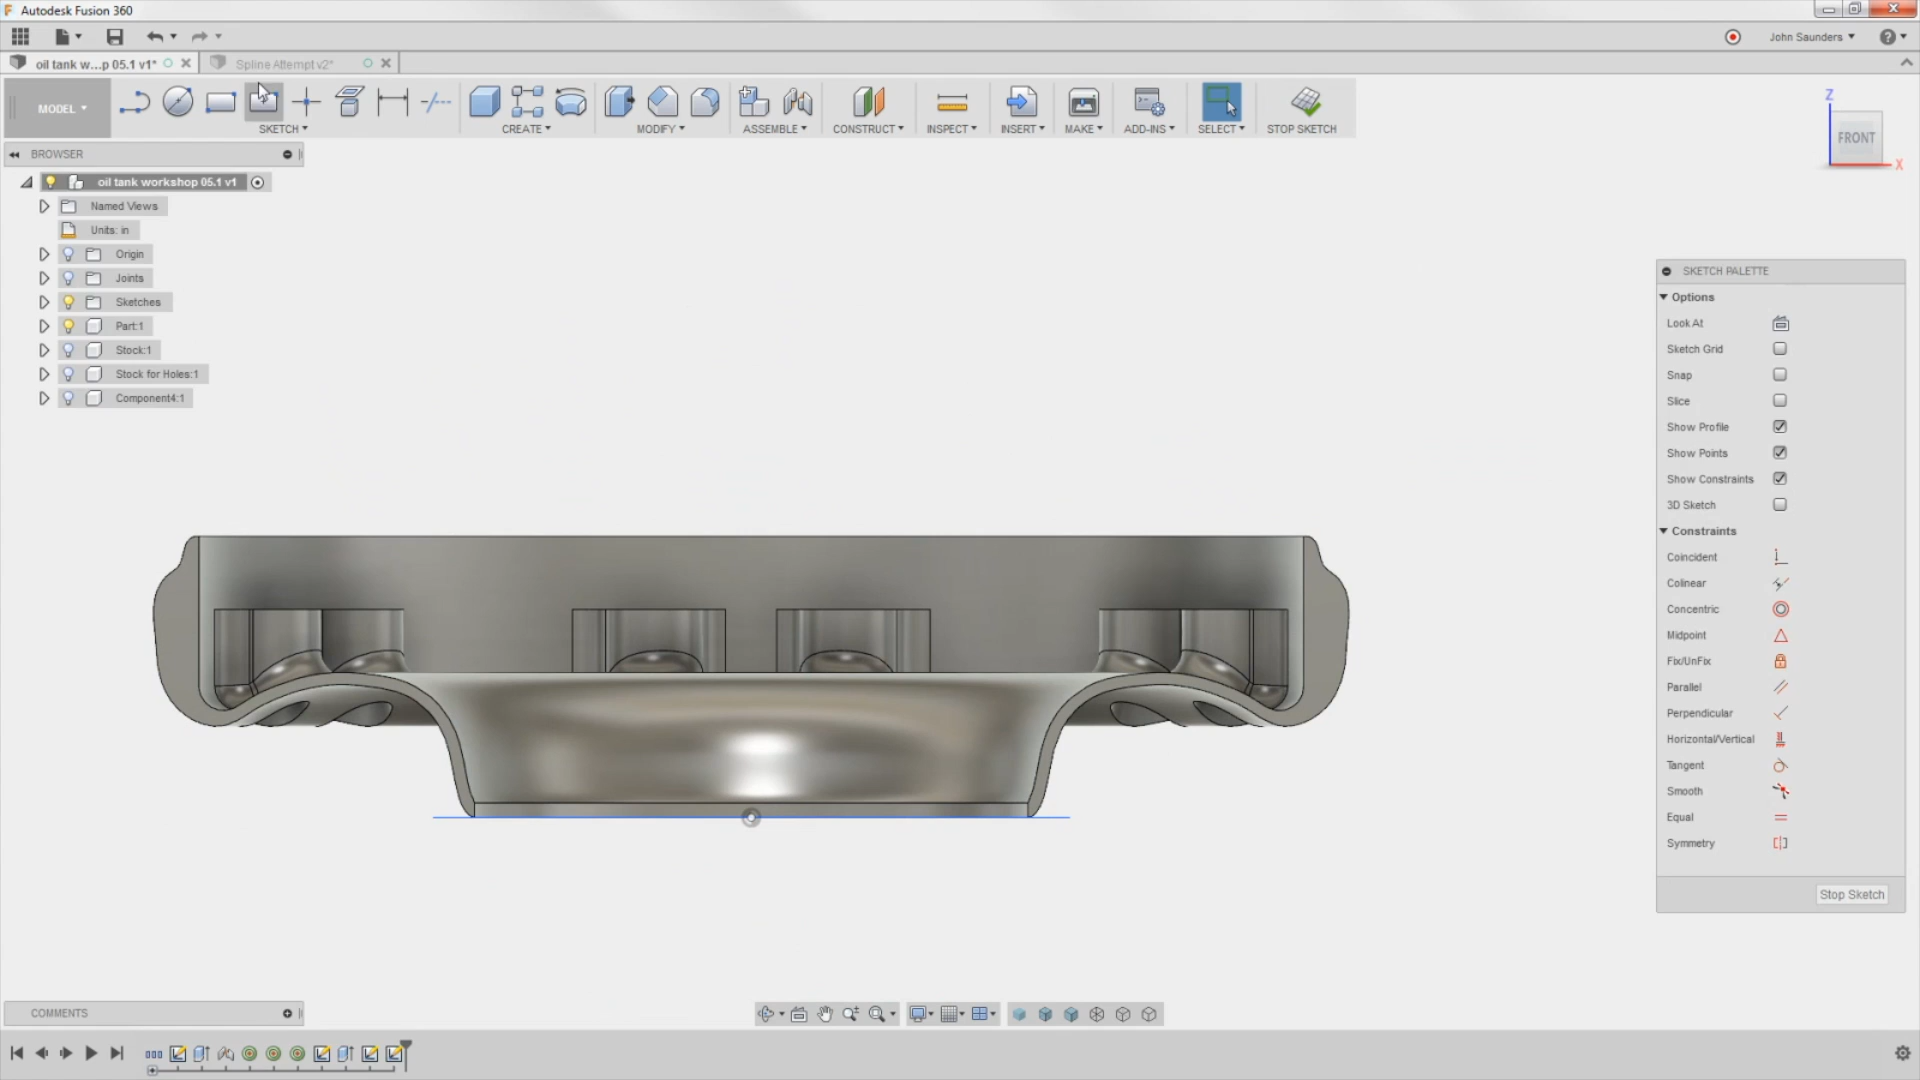 Autodesk Fusion 360
John Saunders
oil tank w...p 05.1 v1*
Spline Attempt v2*
MODEL
SKETCH
CREATE
MODIFY
ASSEMBLE
CONSTRUCT
INSPECT
INSERT
MAKE
ADD-INS
SELECT
STOP SKETCH
Z
FRONT
X
BROWSER
oil tank workshop 05.1 v1
Named Views
Units: in
Origin
Joints
Sketches
Part:1
Stock:1
Stock for Holes:1
Component4:1
SKETCH PALETTE
Options
Look At
Sketch Grid
Snap
Slice
Show Profile
Show Points
Show Constraints
3D Sketch
Constraints
Coincident
Colinear
Concentric
Midpoint
Fix/UnFix
Parallel
Perpendicular
Horizontal/Vertical
Tangent
Smooth
Equal
Symmetry
Stop Sketch
COMMENTS